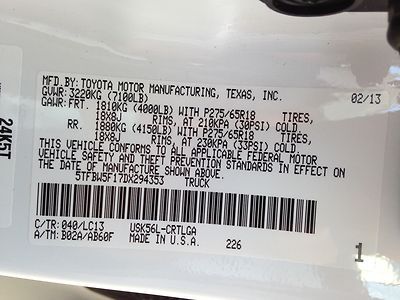 MFD.BY: TOYOTA MOTOR MANUFACTURING, TEXAS, INC. 02/13
GVWR: 3220KG (7100LB)
GAWR:FRT. 1810KG (4000LB) WITH P275/65R18 TIRES,
18X8J RIMS, AT 210KPA (30PSI) COLD.
RR. 1880KG (4150LB) WITH P275/65R18 TIRES,
18X8J RIMS, AT 230KPA (33PSI) COLD.
THIS VEHICLE CONFORMS TO ALL APPLICABLE FEDERAL MOTOR
VEHICLE SAFETY AND THEFT PREVENTION STANDARDS IN EFFECT ON
THE DATE OF MANUFACTURE SHOWN ABOVE.
5TFBW5F17DX294353 TRUCK
C/TR: 040/LC13 USK56L-CRTLGA
A/TM: B02A/AB60F MADE IN U.S.A. 226
1
24K5T